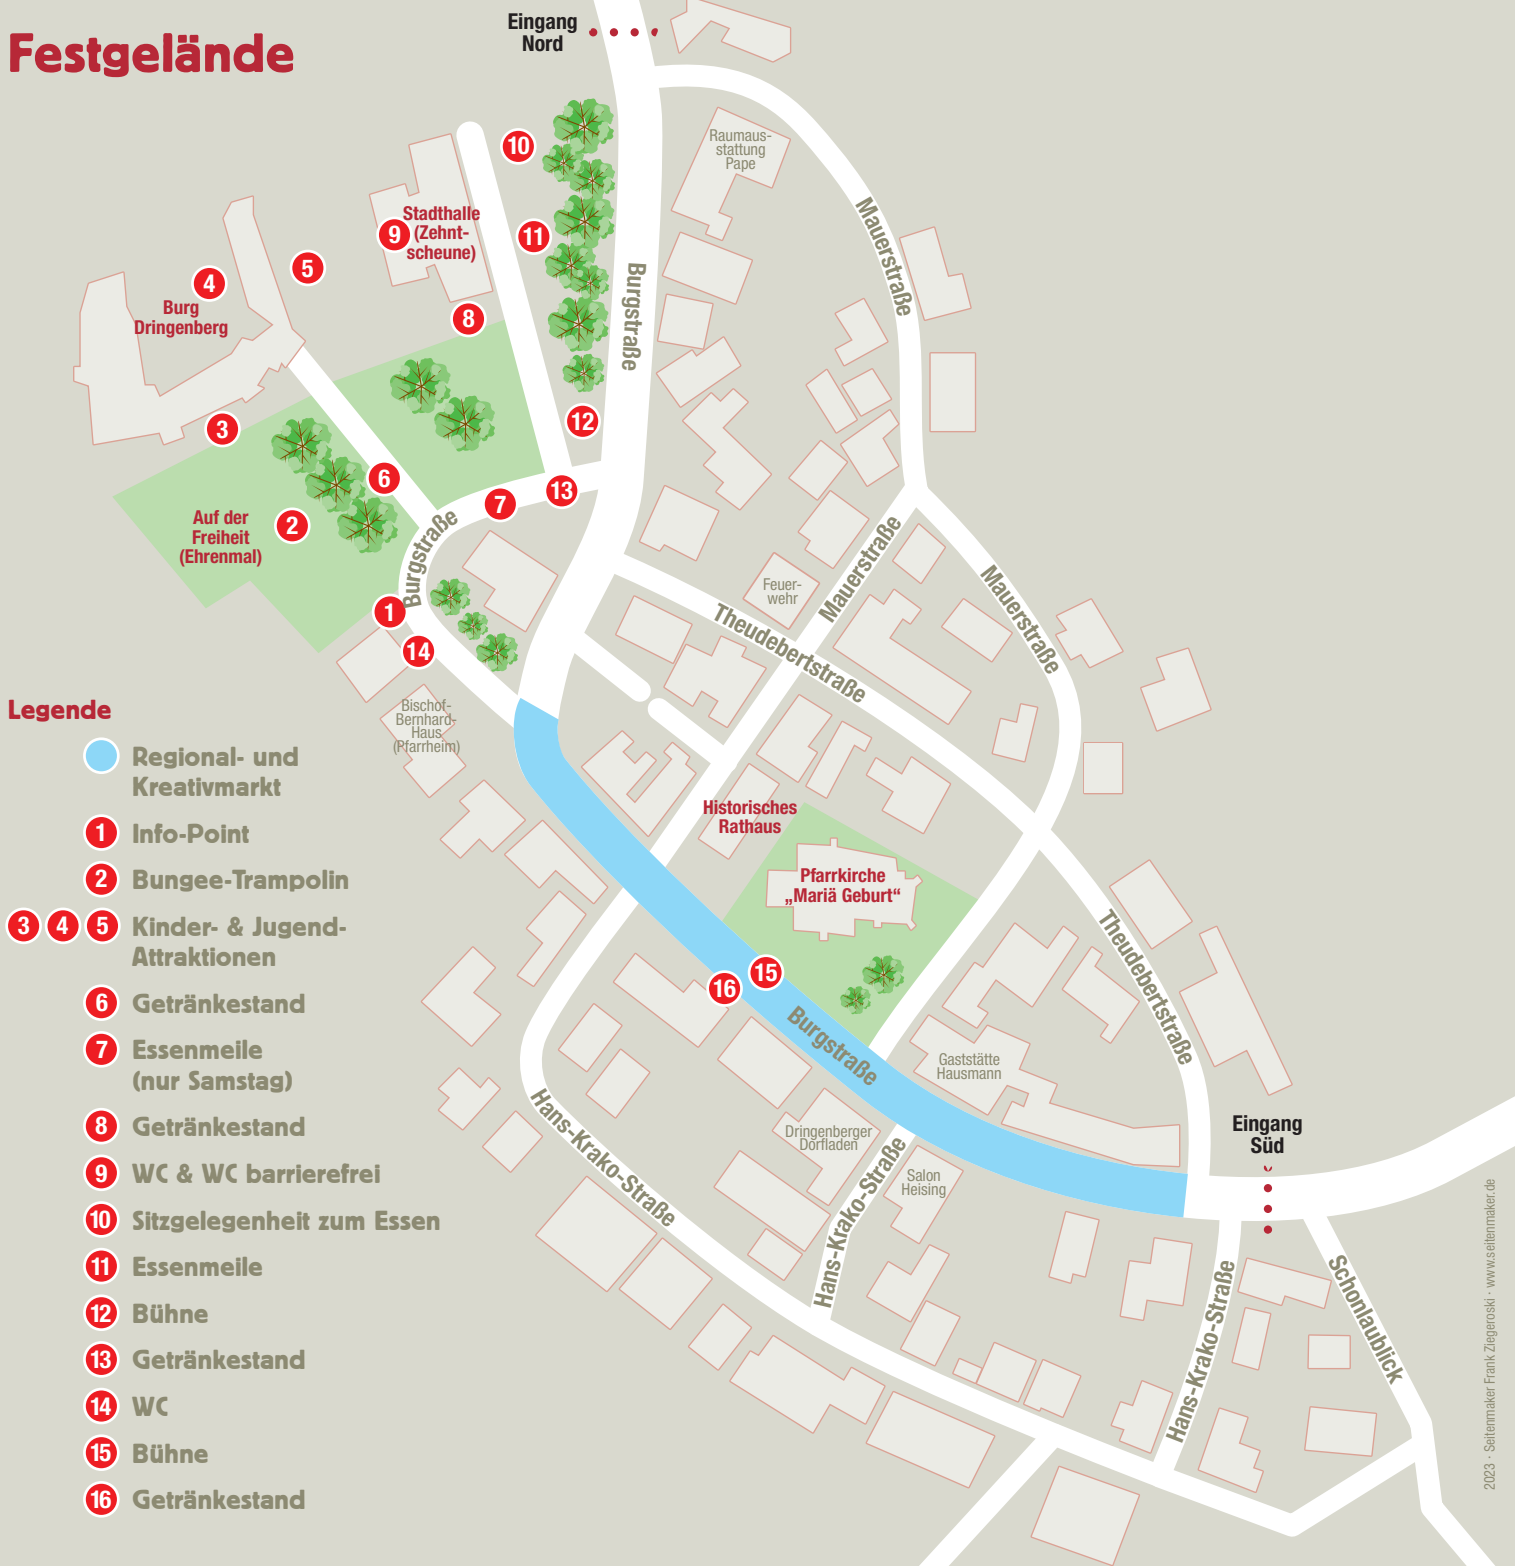 Festgelände
Eingang
Nord
Raumaus-
stattung
Pape
10
Mauerstraße
9
Stadthalle
(Zehnt-
scheune)
11
5
4
Burg
Dringenberg
8
Burgstraße
3
12
6
7
13
Auf der
Freiheit
(Ehrenmal)
2
Burgstraße
1
14
Mauerstraße
Feuer-
wehr
Mauerstraße
Theudebertstraße
Bischof-
Bernhard-
Haus
(Pfarrheim)
Historisches
Rathaus
Pfarrkirche
„Mariä Geburt“
Theudebertstraße
15
16
Burgstraße
Gaststätte
Hausmann
Hans-Krako-Straße
Dringenberger
Dorfladen
Eingang
Süd
Salon
Heising
Hans-Krako-Straße
Hans-Krako-Straße
Schonlaublick
Legende
Regional- und
Kreativmarkt
1 Info-Point
2 Bungee-Trampolin
3 4 5 Kinder- & Jugend-
Attraktionen
6 Getränkestand
7 Essenmeile
(nur Samstag)
8 Getränkestand
9 WC & WC barrierefrei
10 Sitzgelegenheit zum Essen
11 Essenmeile
12 Bühne
13 Getränkestand
14 WC
15 Bühne
16 Getränkestand
2023 · Seitenmaker Frank Ziegeroski · www.seitenmaker.de